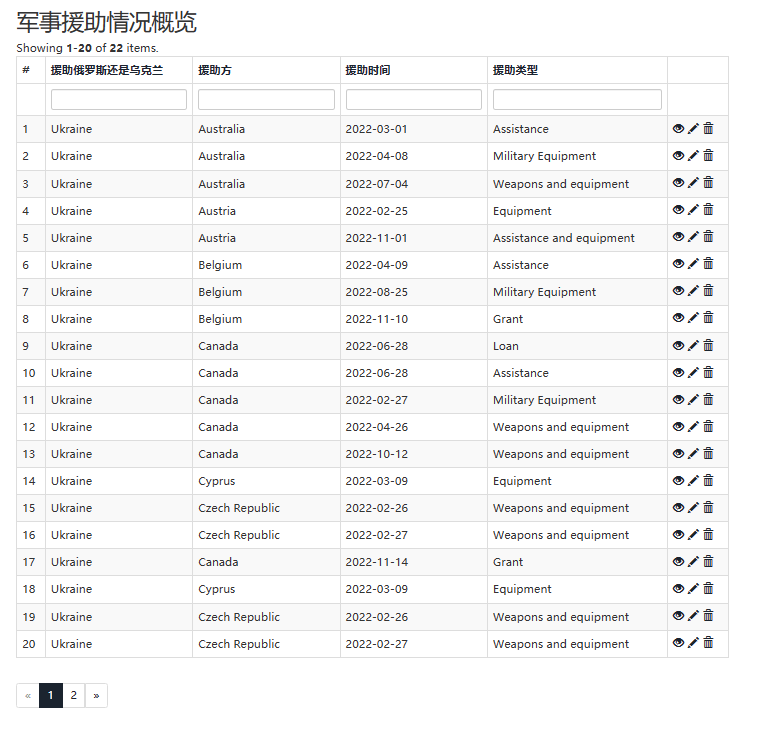 军事援助情况概览
Showing 1-20 of 22 items.
# 援助俄罗斯还是乌克兰 援助方 援助时间 援助类型
1 Ukraine Australia 2022-03-01 Assistance
2 Ukraine Australia 2022-04-08 Military Equipment
3 Ukraine Australia 2022-07-04 Weapons and equipment
4 Ukraine Austria 2022-02-25 Equipment
5 Ukraine Austria 2022-11-01 Assistance and equipment
6 Ukraine Belgium 2022-04-09 Assistance
7 Ukraine Belgium 2022-08-25 Military Equipment
8 Ukraine Belgium 2022-11-10 Grant
9 Ukraine Canada 2022-06-28 Loan
10 Ukraine Canada 2022-06-28 Assistance
11 Ukraine Canada 2022-02-27 Military Equipment
12 Ukraine Canada 2022-04-26 Weapons and equipment
13 Ukraine Canada 2022-10-12 Weapons and equipment
14 Ukraine Cyprus 2022-03-09 Equipment
15 Ukraine Czech Republic 2022-02-26 Weapons and equipment
16 Ukraine Czech Republic 2022-02-27 Weapons and equipment
17 Ukraine Canada 2022-11-14 Grant
18 Ukraine Cyprus 2022-03-09 Equipment
19 Ukraine Czech Republic 2022-02-26 Weapons and equipment
20 Ukraine Czech Republic 2022-02-27 Weapons and equipment
« 1 2 »